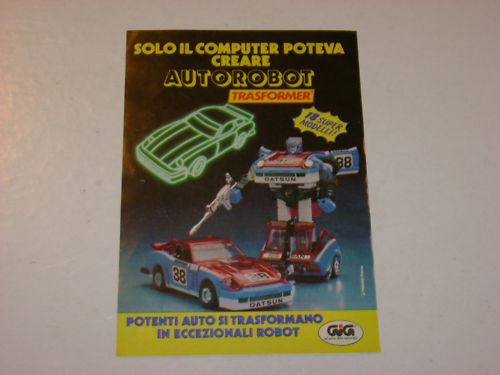 SOLO IL COMPUTER POTEVA
CREARE
AUTOROBOT
TRASFORMER
18 SUPER
MODELLI!
38
DATSUN
38
38
DATSUN
POTENTI AUTO SI TRASFORMANO
IN ECCEZIONALI ROBOT
GiG